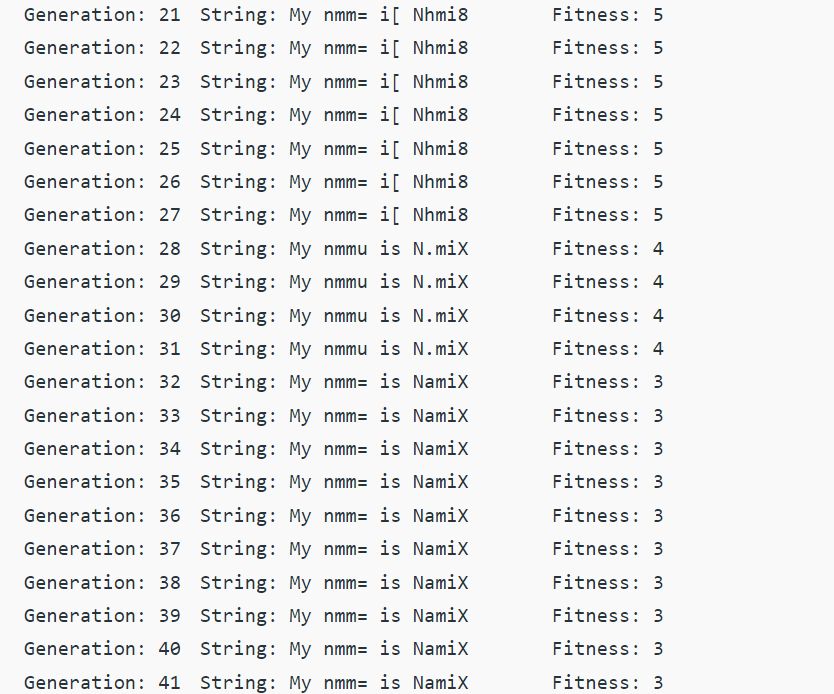 Generation: 21 String: My nmm= i[ Nhmi8 Fitness: 5
Generation: 22 String: My nmm= i[ Nhmi8 Fitness: 5
Generation: 23 String: My nmm= i[ Nhmi8 Fitness: 5
Generation: 24 String: My nmm= i[ Nhmi8 Fitness: 5
Generation: 25 String: My nmm= i[ Nhmi8 Fitness: 5
Generation: 26 String: My nmm= i[ Nhmi8 Fitness: 5
Generation: 27 String: My nmm= i[ Nhmi8 Fitness: 5
Generation: 28 String: My nmmu is N.miX Fitness: 4
Generation: 29 String: My nmmu is N.miX Fitness: 4
Generation: 30 String: My nmmu is N.miX Fitness: 4
Generation: 31 String: My nmmu is N.miX Fitness: 4
Generation: 32 String: My nmm= is NamiX Fitness: 3
Generation: 33 String: My nmm= is NamiX Fitness: 3
Generation: 34 String: My nmm= is NamiX Fitness: 3
Generation: 35 String: My nmm= is NamiX Fitness: 3
Generation: 36 String: My nmm= is NamiX Fitness: 3
Generation: 37 String: My nmm= is NamiX Fitness: 3
Generation: 38 String: My nmm= is NamiX Fitness: 3
Generation: 39 String: My nmm= is NamiX Fitness: 3
Generation: 40 String: My nmm= is NamiX Fitness: 3
Generation: 41 String: My nmm= is NamiX Fitness: 3